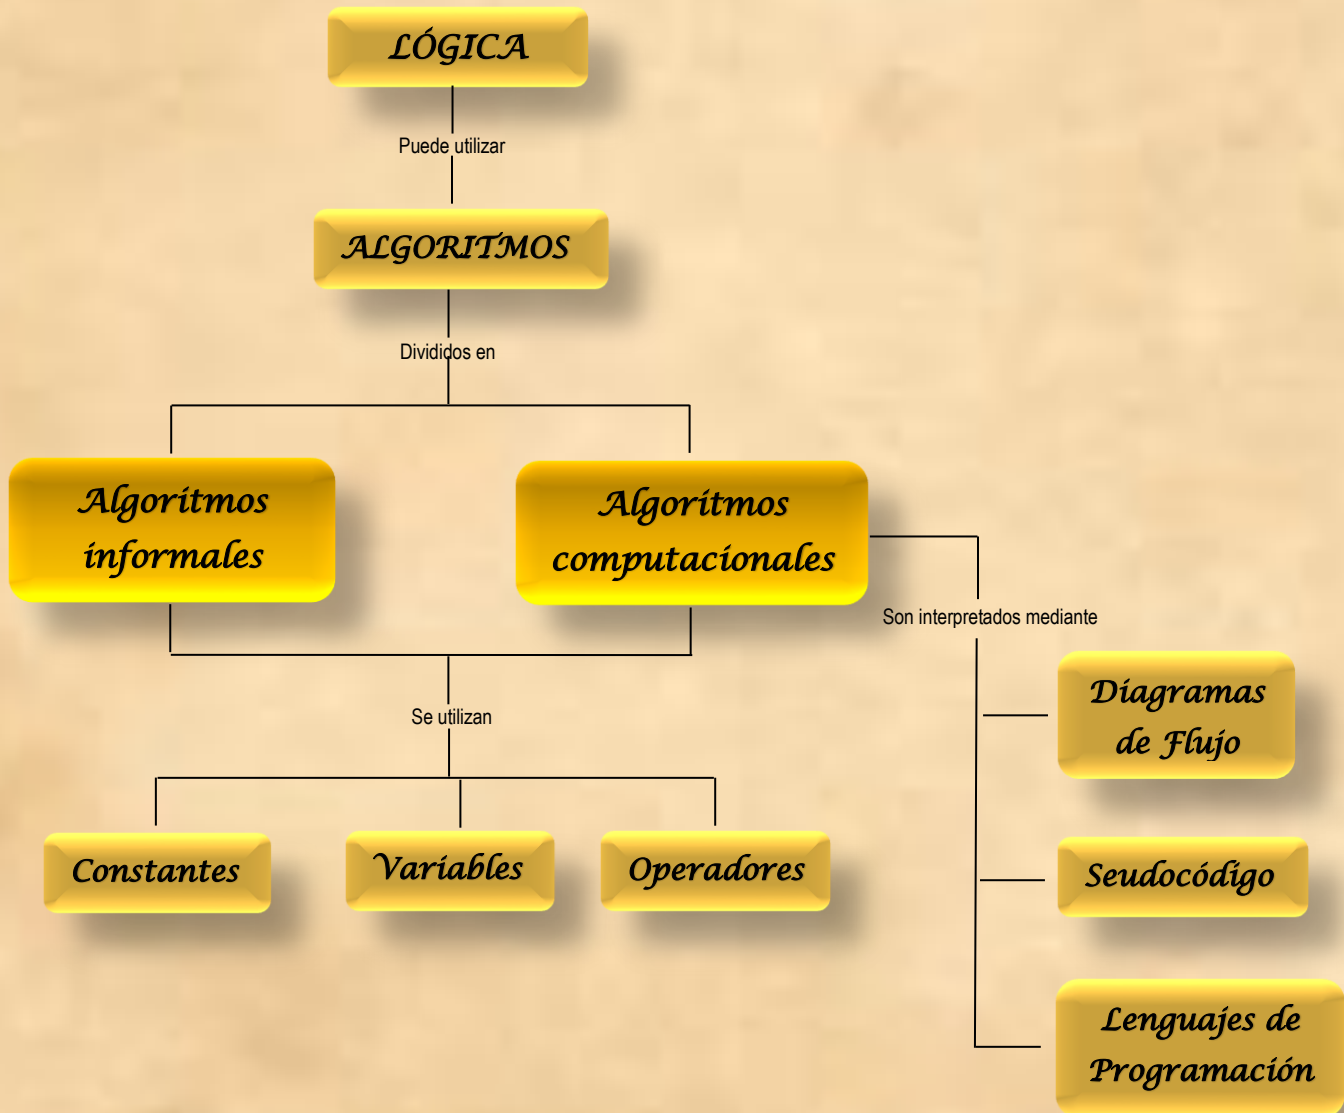 LÓGICA
Puede utilizar
ALGORITMOS
Divididos en
Algoritmos
informales
Algoritmos
computacionales
Son interpretados mediante
Se utilizan
Constantes
Variables
Operadores
Diagramas
de Flujo
Seudocódigo
Lenguajes de
Programación